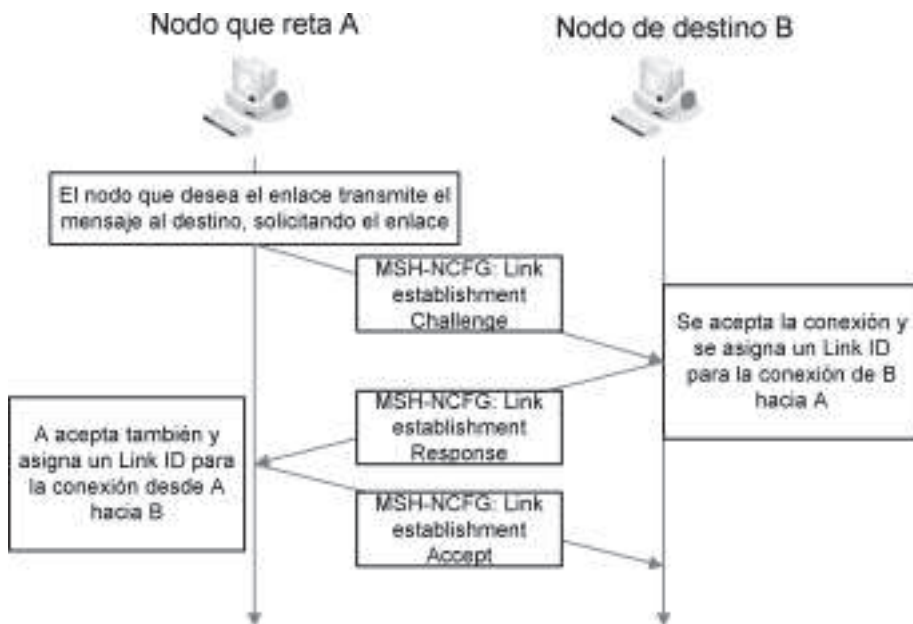 Nodo que reta A
Nodo de destino B
El nodo que desea el enlace transmite el
mensaje al destino, solicitando el enlace
MSH-NCFG: Link
establishment
Challenge
Se acepta la conexión y
se asigna un Link ID
para la conexión de B
hacia A
MSH-NCFG: Link
establishment
Response
A acepta también y
asigna un Link ID para
la conexión desde A
hacia B
MSH-NCFG: Link
establishment
Accept